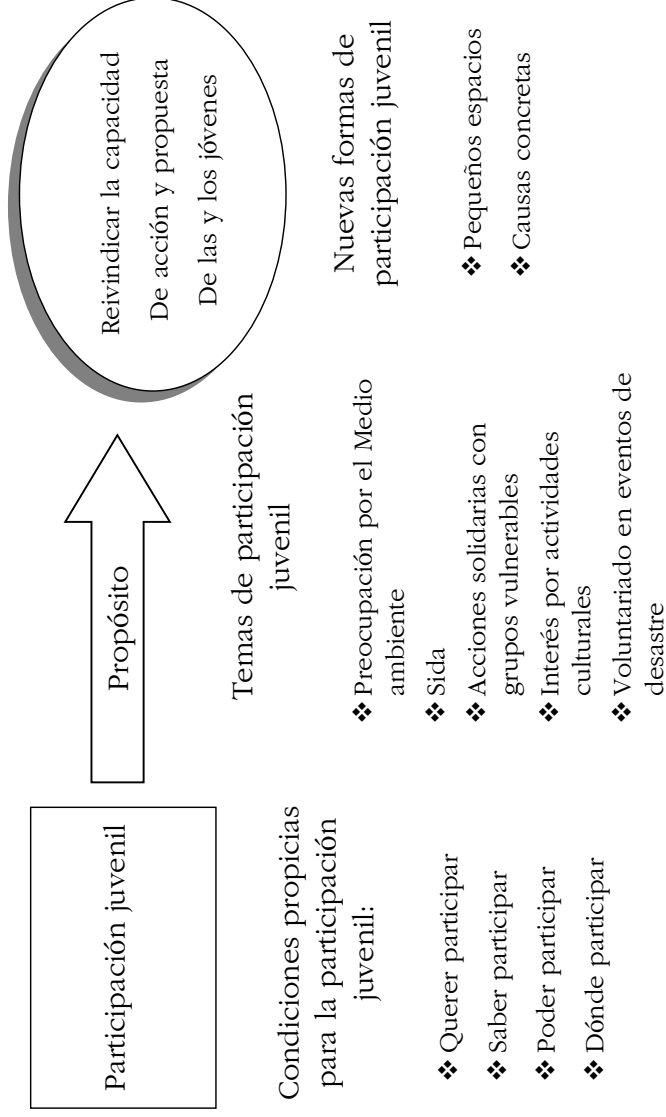 Participación juvenil
Propósito
Reivindicar la capacidad
De acción y propuesta
De las y los jóvenes
Condiciones propicias
para la participación
juvenil:
❖ Querer participar
❖ Saber participar
❖ Poder participar
❖ Dónde participar
Temas de participación
juvenil
❖ Preocupación por el Medio
ambiente
❖ Sida
❖ Acciones solidarias con
grupos vulnerables
❖ Interés por actividades
culturales
❖ Voluntariado en eventos de
desastre
Nuevas formas de
participación juvenil
❖ Pequeños espacios
❖ Causas concretas